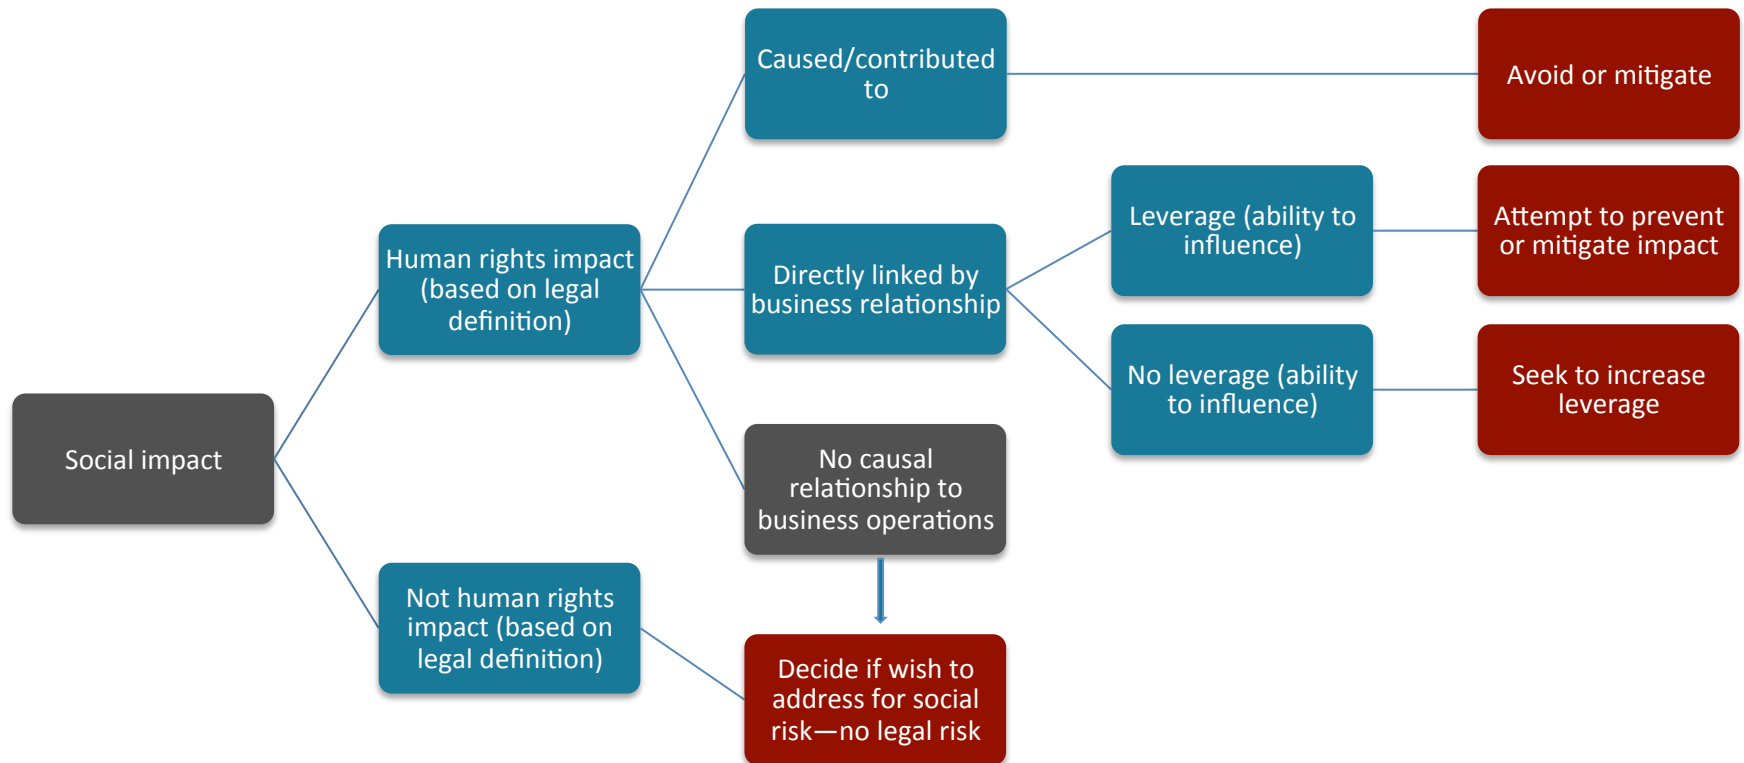 Caused/contributed
to
Avoid or mitigate
Human rights impact
(based on legal
definition)
Directly linked by
business relationship
Leverage (ability to
influence)
Attempt to prevent
or mitigate impact
No leverage (ability
to influence)
Seek to increase
leverage
Social impact
No causal
relationship to
business operations
Not human rights
impact (based on
legal definition)
Decide if wish to
address for social
risk—no legal risk